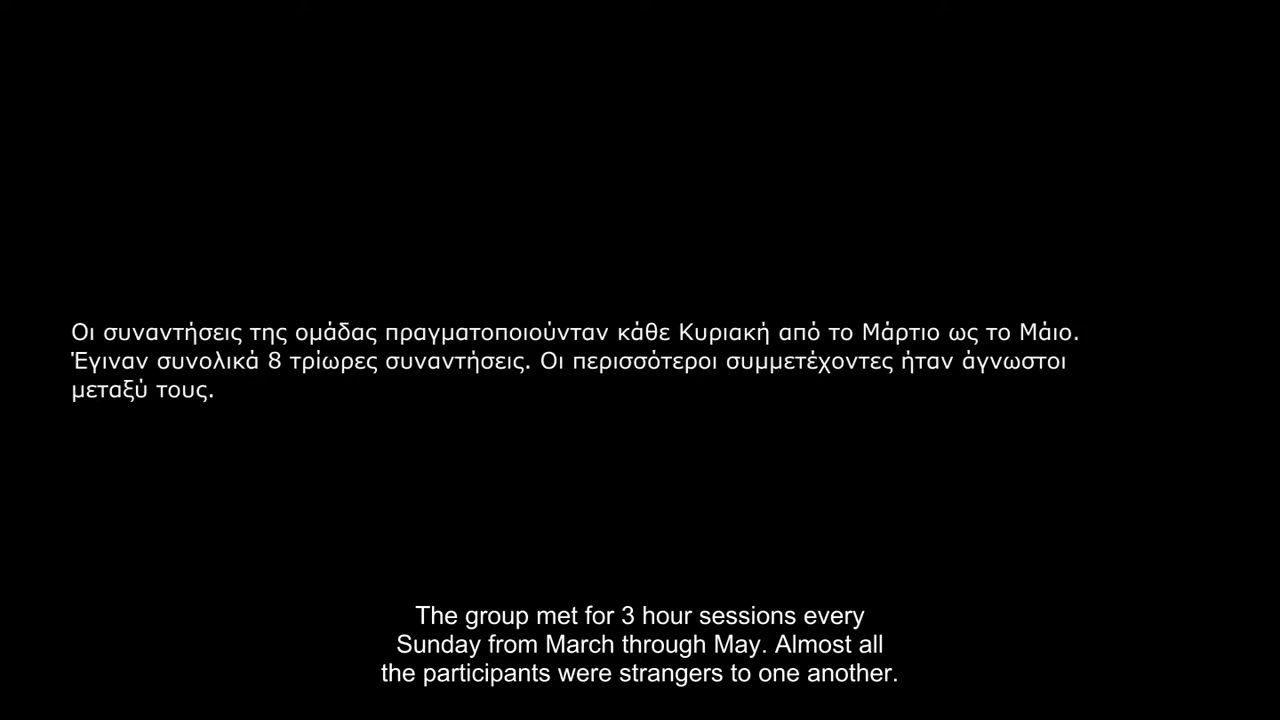 Οι συναντήσεις της ομάδας πραγματοποιούνταν κάθε Κυριακή από το Μάρτιο ως το Μάιο.
Έγιναν συνολικά 8 τρίωρες συναντήσεις. Οι περισσότεροι συμμετέχοντες ήταν άγνωστοι
μεταξύ τους.
The group met for 3 hour sessions every
Sunday from March through May. Almost all
the participants were strangers to one another.